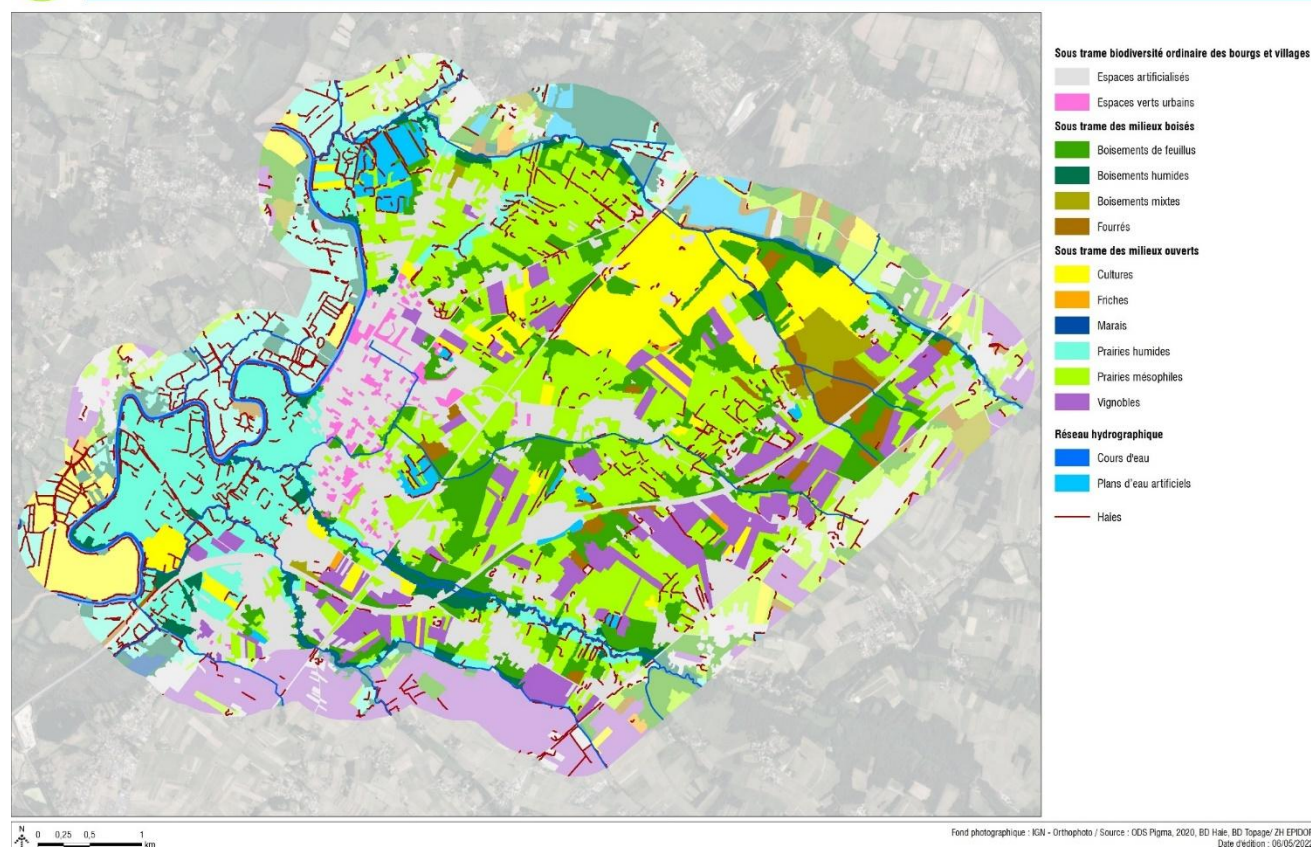 Sous trame biodiversité ordinaire des bourgs et villages
Espaces artificialisés
Espaces verts urbains
Sous trame des milieux boisés
Boisements de feuillus
Boisements humides
Boisements mixtes
Fourrés
Sous trame des milieux ouverts
Cultures
Friches
Marais
Prairies humides
Prairies mésophiles
Vignobles
Réseau hydrographique
Cours d'eau
Plans d'eau artificiels
Haies
N
0 0,25 0,5 1
km
Fond photographique : IGN - Orthophoto / Source : ODS Pigma, 2020, BD Haie, BD Topage/ ZH EPIDOR
Date d'édition : 06/05/202